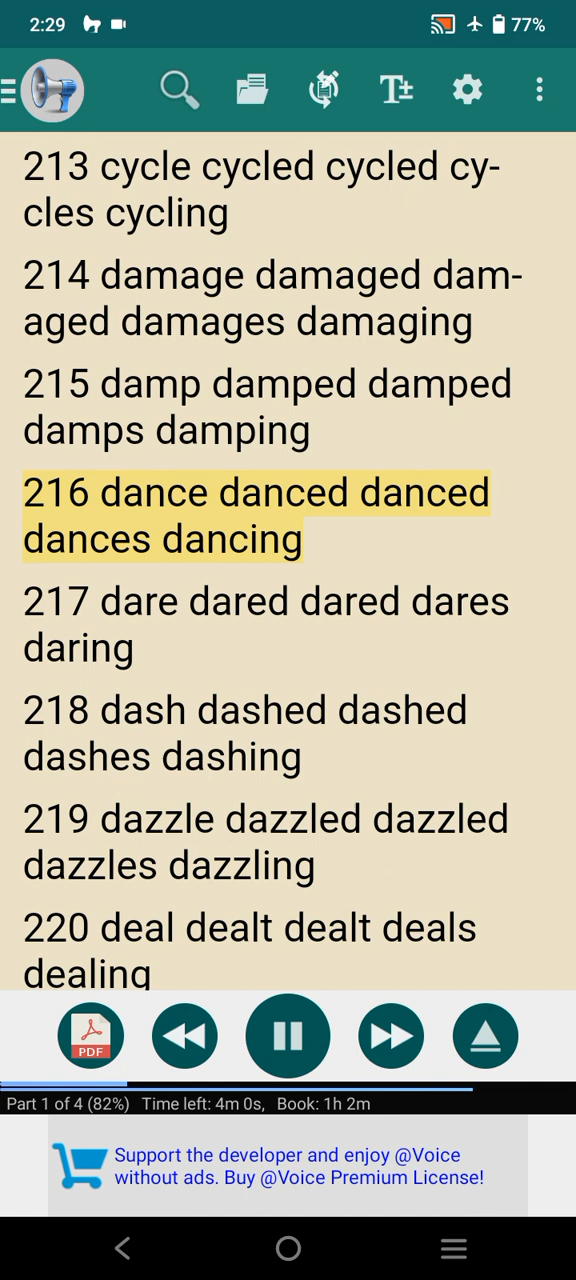 2:29
77%
T±
213 cycle cycled cycled cy-
cles cycling
214 damage damaged dam-
aged damages damaging
215 damp damped damped
damps damping
216 dance danced danced
dances dancing
217 dare dared dared dares
daring
218 dash dashed dashed
dashes dashing
219 dazzle dazzled dazzled
dazzles dazzling
220 deal dealt dealt deals
dealing
PDF
Part 1 of 4 (82%) Time left: 4m 0s, Book: 1h 2m
Support the developer and enjoy @Voice
without ads. Buy @Voice Premium License!